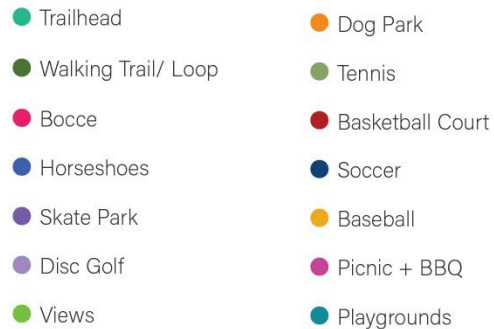 Trailhead
Walking Trail/ Loop
Bocce
Horseshoes
Skate Park
Disc Golf
Views
Dog Park
Tennis
Basketball Court
Soccer
Baseball
Picnic + BBQ
Playgrounds